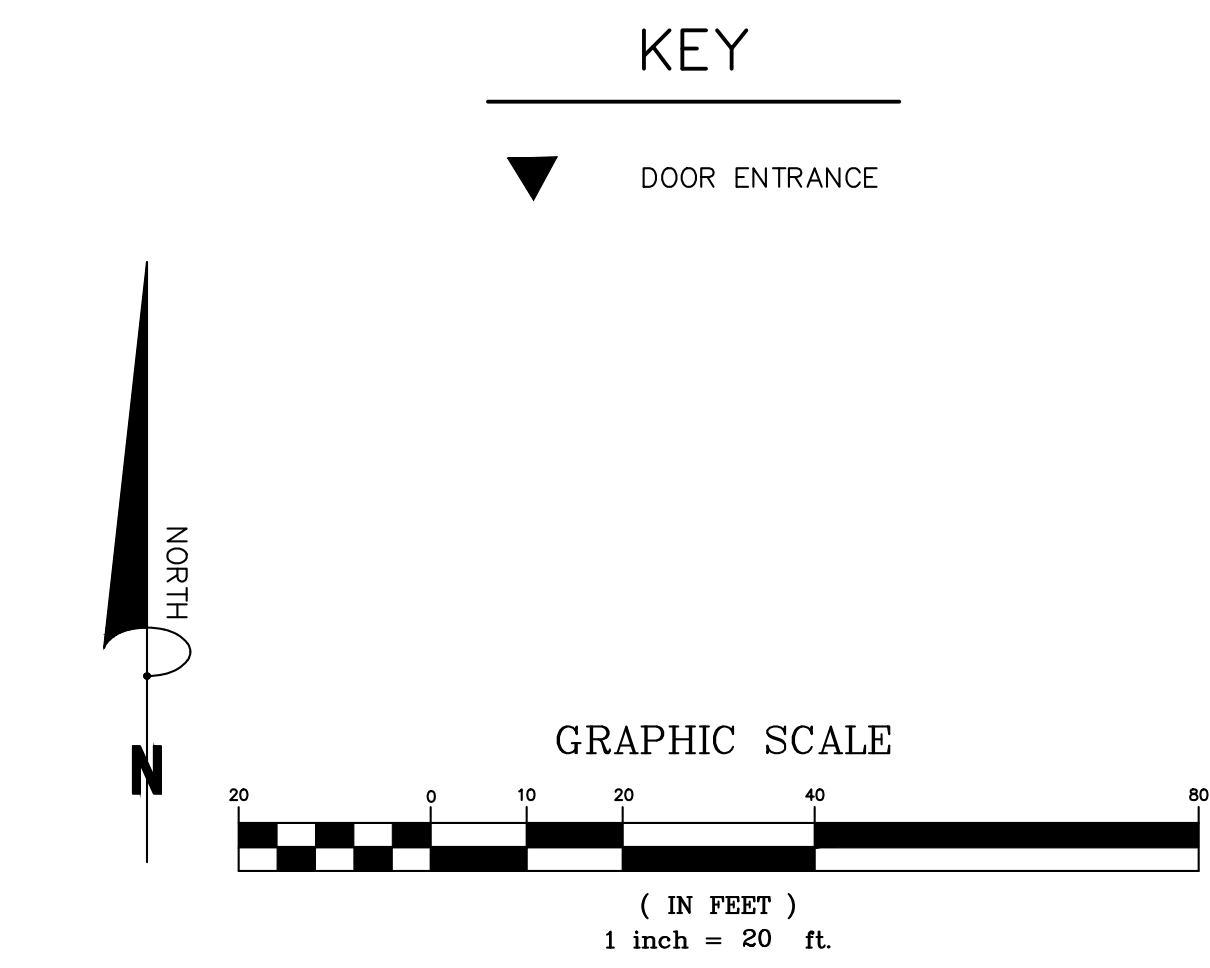 KEY
DOOR ENTRANCE
NORTH
N
GRAPHIC SCALE
20 0 10 20 40 80
( IN FEET )
1 inch = 20 ft.